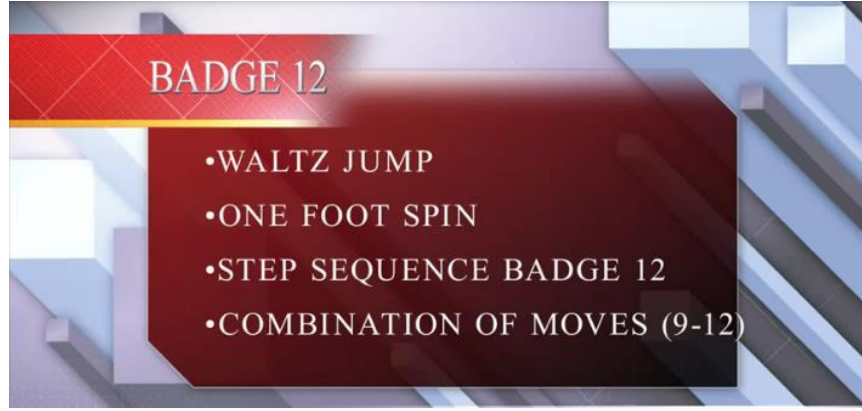 BADGE 12
•WALTZ JUMP
•ONE FOOT SPIN
•STEP SEQUENCE BADGE 12
•COMBINATION OF MOVES (9-12)